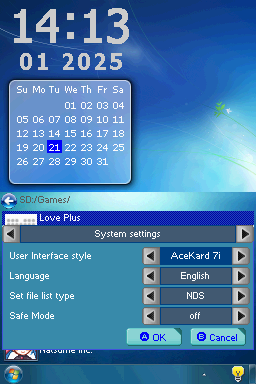 14:13
01 2025
Su Mo Tu We Th Fr Sa
01 02 03 04
05 06 07 08 09 10 11
12 13 14 15 16 17 18
19 20 21 22 23 24 25
26 27 28 29 30 31
SD:/Games/
Love Plus
System settings
User Interface style AceKard 7i
Language English
Set file list type NDS
Safe Mode off
A OK B Cancel
Natsume Inc.